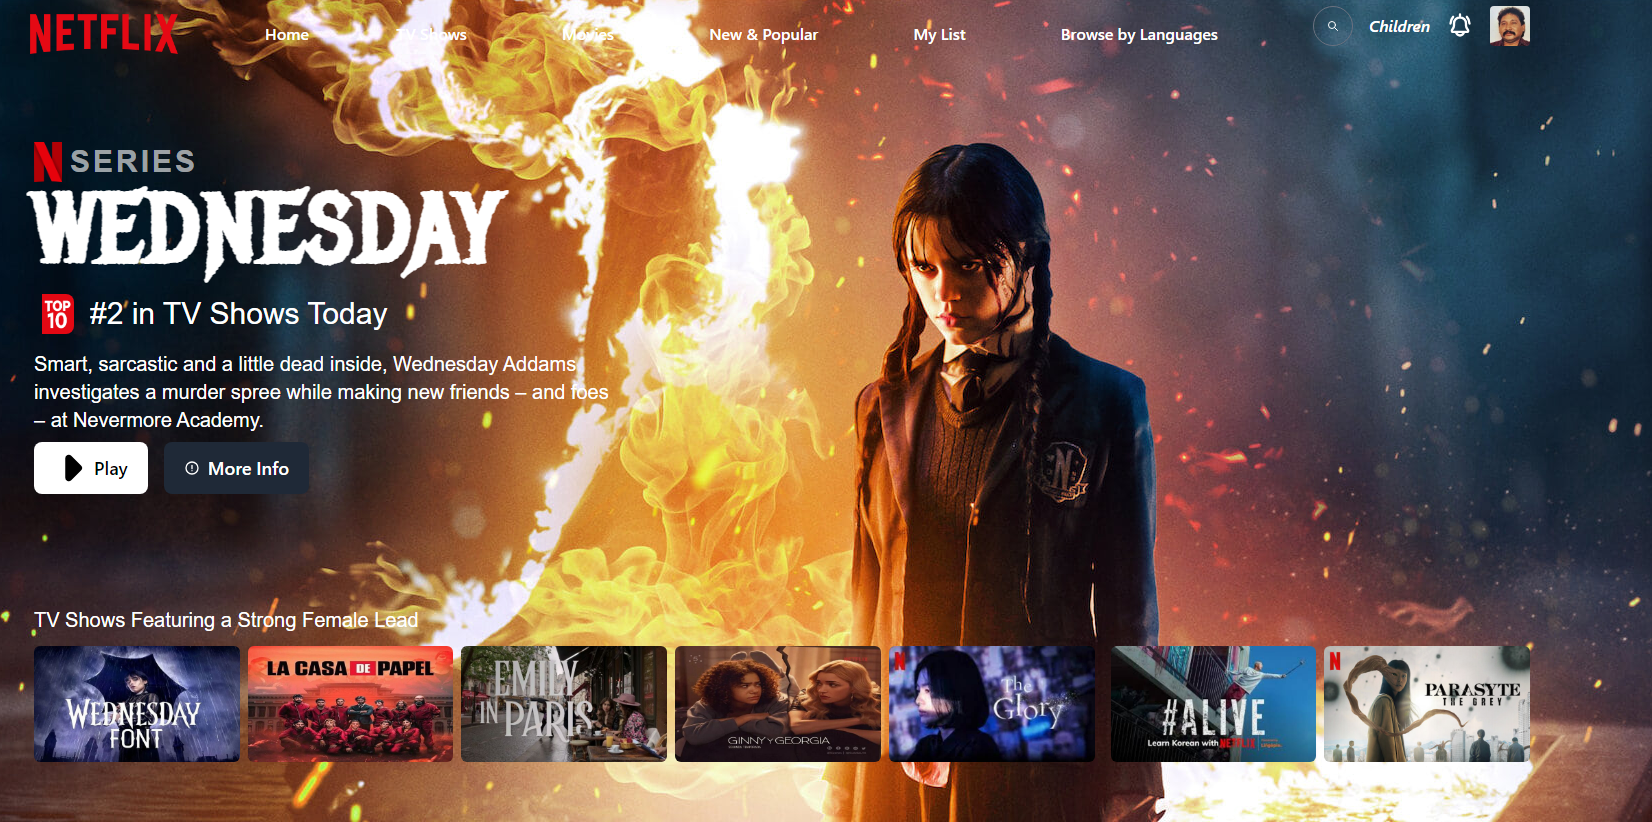 NETFLIX
Home TV Shows Movies New & Popular My List Browse by Languages Children
N SERIES
WEDNESDAY
TOP 10 #2 in TV Shows Today
Smart, sarcastic and a little dead inside, Wednesday Addams
investigates a murder spree while making new friends – and foes
– at Nevermore Academy.
Play More Info
TV Shows Featuring a Strong Female Lead
WEDNESDAY
FONT
LA CASA DE PAPEL
EMILY
IN PARIS
GINNY Y GEORGIA
N
The
Glory
#ALIVE
Learn Korean with NETFLIX
N
PARASYTE
THE GREY